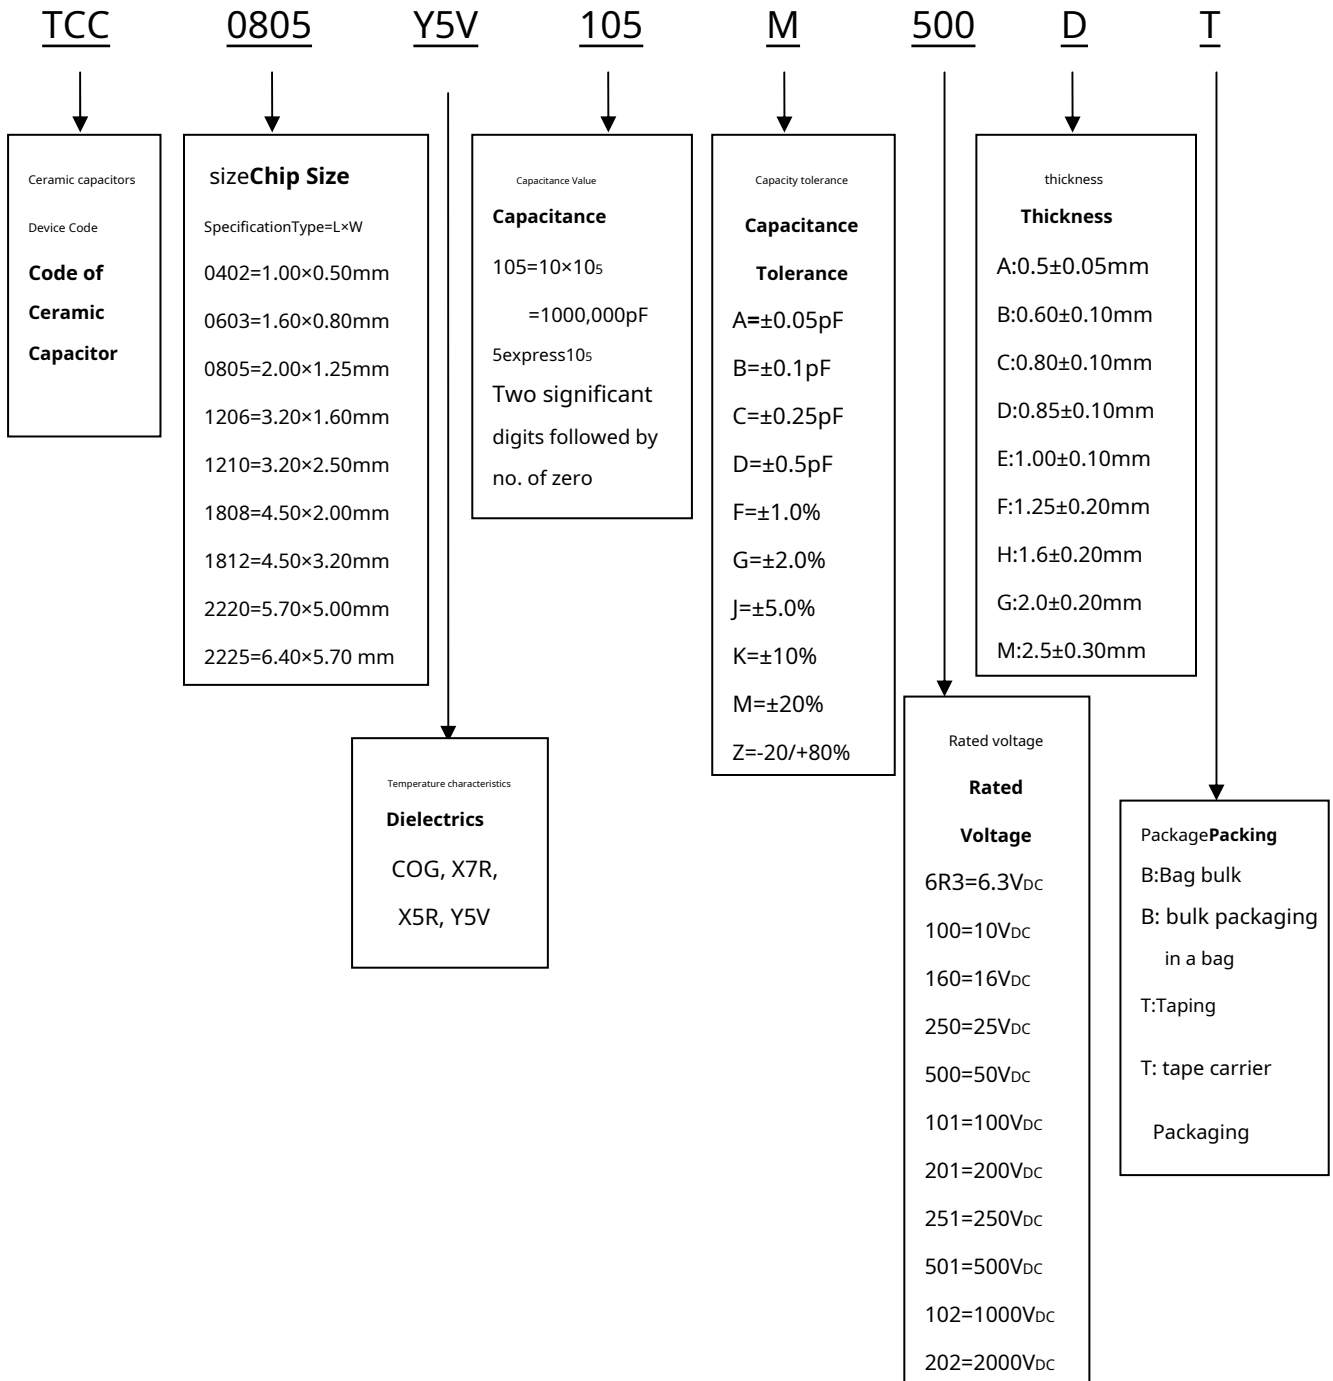 TCC 0805 Y5V 105 M 500 D T
Ceramic capacitors
Device Code
Code of
Ceramic
Capacitor
sizeChip Size
SpecificationType=L×W
0402=1.00×0.50mm
0603=1.60×0.80mm
0805=2.00×1.25mm
1206=3.20×1.60mm
1210=3.20×2.50mm
1808=4.50×2.00mm
1812=4.50×3.20mm
2220=5.70×5.00mm
2225=6.40×5.70 mm
Temperature characteristics
Dielectrics
COG, X7R,
X5R, Y5V
Capacitance Value
Capacitance
105=10×105
=1000,000pF
5express105
Two significant
digits followed by
no. of zero
Capacity tolerance
Capacitance
Tolerance
A=±0.05pF
B=±0.1pF
C=±0.25pF
D=±0.5pF
F=±1.0%
G=±2.0%
J=±5.0%
K=±10%
M=±20%
Z=-20/+80%
Rated voltage
Rated
Voltage
6R3=6.3VDC
100=10VDC
160=16VDC
250=25VDC
500=50VDC
101=100VDC
201=200VDC
251=250VDC
501=500VDC
102=1000VDC
202=2000VDC
thickness
Thickness
A:0.5±0.05mm
B:0.60±0.10mm
C:0.80±0.10mm
D:0.85±0.10mm
E:1.00±0.10mm
F:1.25±0.20mm
H:1.6±0.20mm
G:2.0±0.20mm
M:2.5±0.30mm
PackagePacking
B:Bag bulk
B: bulk packaging
in a bag
T:Taping
T: tape carrier
Packaging